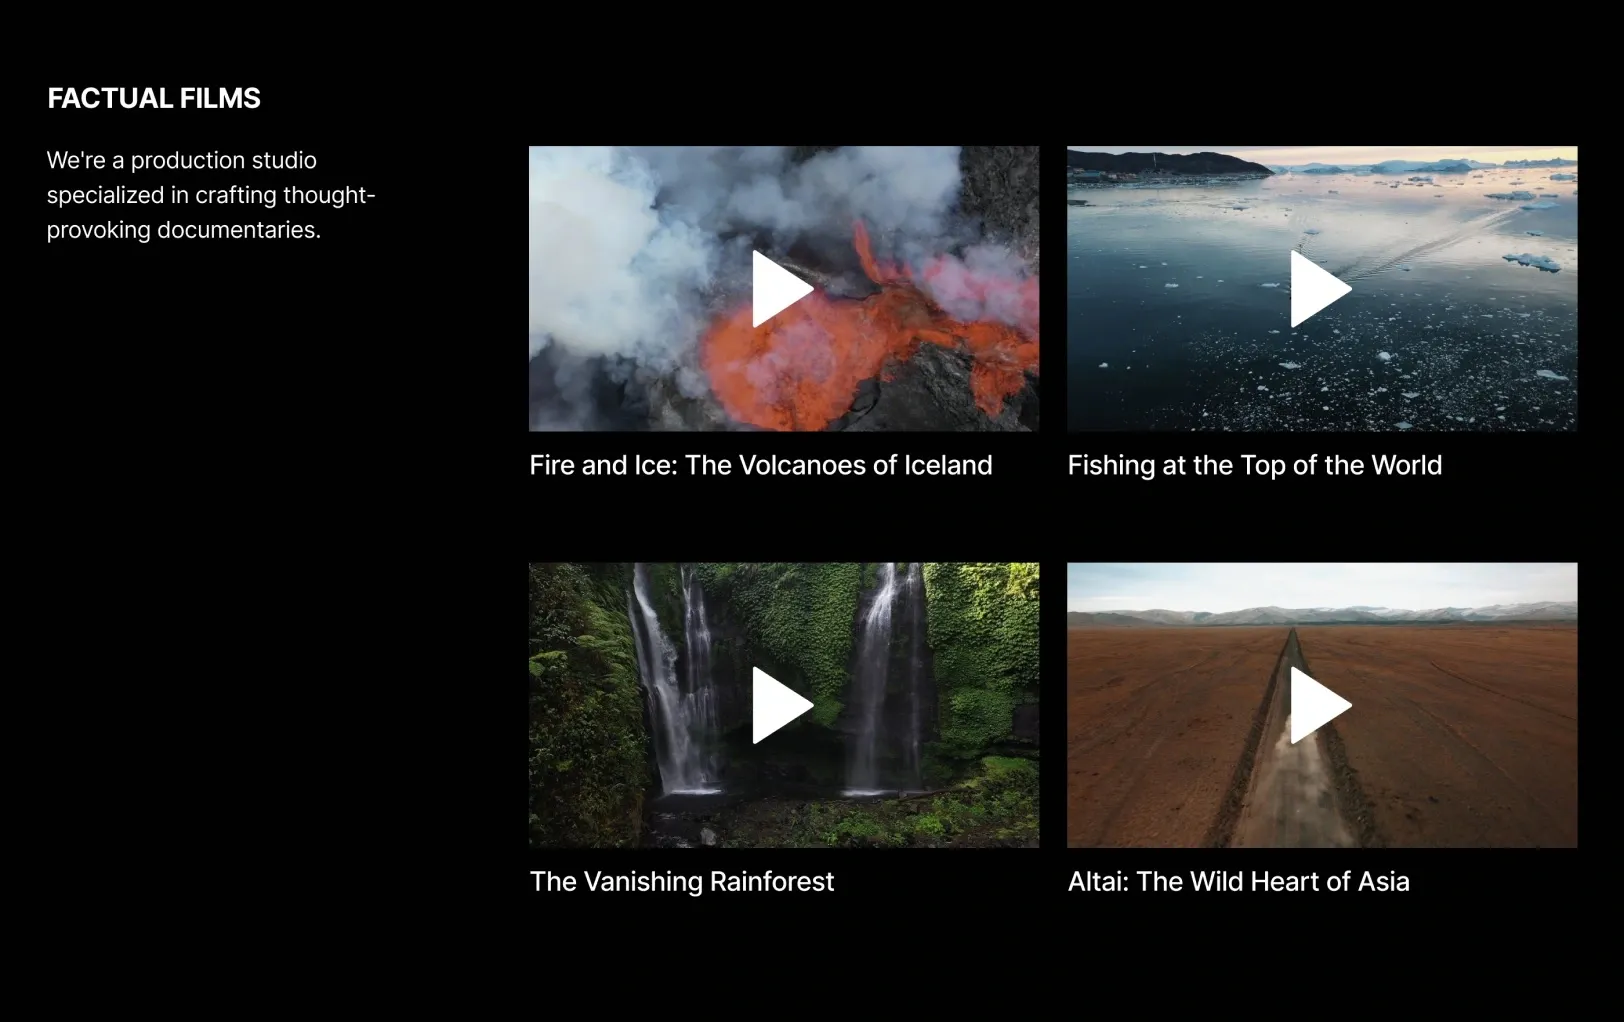 FACTUAL FILMS
We're a production studio
specialized in crafting thought-
provoking documentaries.
Fire and Ice: The Volcanoes of Iceland
Fishing at the Top of the World
The Vanishing Rainforest
Altai: The Wild Heart of Asia